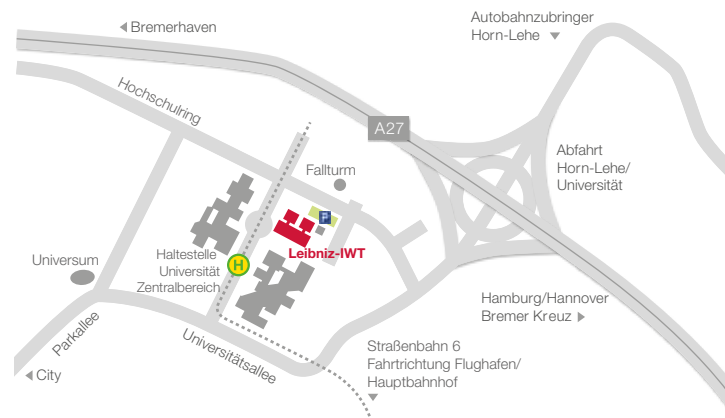 Autobahnzubringer
Horn-Lehe
Bremerhaven
Hochschulring
A27
Abfahrt
Horn-Lehe/
Universität
Fallturm
P
Leibniz-IWT
Haltestelle
Universität
Zentralbereich
H
Universum
Parkallee
City
Universitätsallee
Hamburg/Hannover
Bremer Kreuz
Straßenbahn 6
Fahrtrichtung Flughafen/
Hauptbahnhof